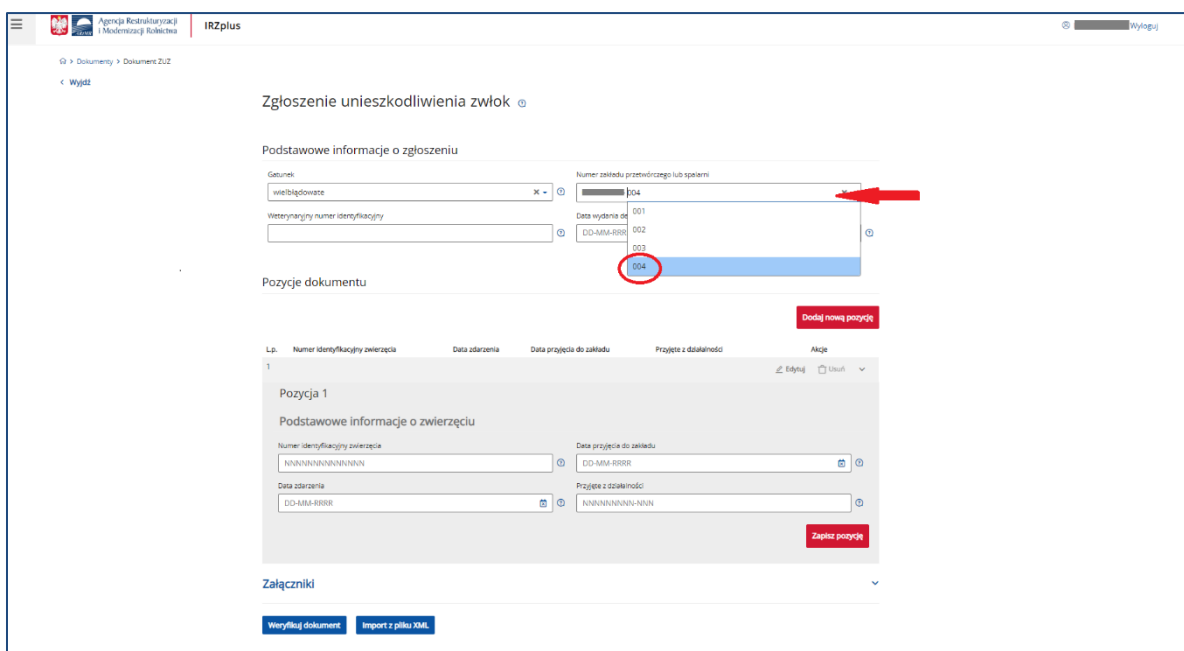 Agencja Restrukturyzacji
i Modernizacji Rolnictwa
IRZplus
Wyloguj
> Dokumenty > Dokument ZUZ
< Wyjdź
Zgłoszenie unieszkodliwienia zwłok
Podstawowe informacje o zgłoszeniu
Gatunek
Numer zakładu przetwórczego lub spalarni
wielbłądowate
004
Weterynaryjny numer identyfikacyjny
Data wydania de
DD-MM-RRR
001
002
003
004
Pozycje dokumentu
Dodaj nową pozycję
L.p. Numer identyfikacyjny zwierzęcia Data zdarzenia Data przyjęcia do zakładu Przyjęte z działalności Akcje
1 Edytuj Usuń
Pozycja 1
Podstawowe informacje o zwierzęciu
Numer identyfikacyjny zwierzęcia Data przyjęcia do zakładu
NNNNNNNNNNNNNN DD-MM-RRRR
Data zdarzenia Przyjęte z działalności
DD-MM-RRRR NNNNNNNNN-NNN
Zapisz pozycję
Załączniki
Weryfikuj dokument Import z pliku XML